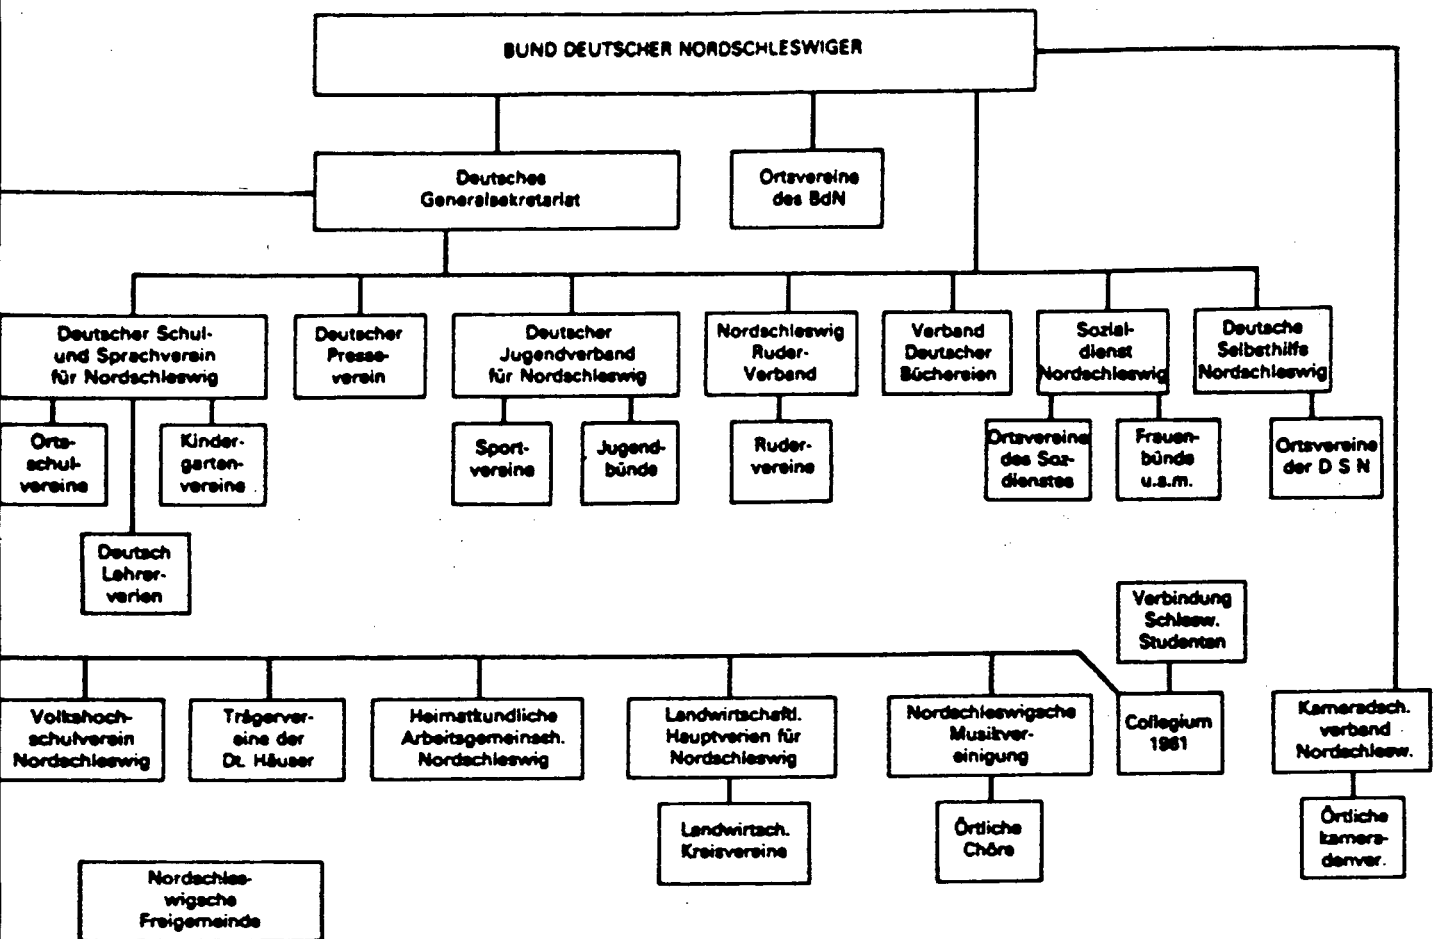 BUND DEUTSCHER NORDSCHLESWIGER
Deutsches
Generalsekretariat
Ortsvereine
des BdN
Deutscher Schul-
und Sprachverein
für Nordschleswig
Deutscher
Presse-
verein
Deutscher
Jugendverband
für Nordschleswig
Nordschleswig
Ruder-
Verband
Verband
Deutscher
Büchereien
Sozial-
dienst
Nordschleswig
Deutsche
Selbsthilfe
Nordschleswig
Orts-
schul-
vereine
Kinder-
garten-
vereine
Sport-
vereine
Jugend-
bünde
Ruder-
vereine
Ortsvereine
des Soz-
dienstes
Frauen-
bünde
u.a.m.
Ortsvereine
der D S N
Deutsch
Lehrer-
verien
Verbindung
Schlesw.
Studenten
Volkshoch-
schulverein
Nordschleswig
Trägerver-
eine der
Dt. Häuser
Heimatkundliche
Arbeitsgemeinsch.
Nordschleswig
Landwirtschaftl.
Hauptverien für
Nordschleswig
Nordschleswigsche
Musikver-
einigung
Collegium
1961
Kameradsch.
verband
Nordschlesw.
Landwirtsch.
Kreisvereine
Örtliche
Chöre
Örtliche
kamera-
denver.
Nordschles-
wigsche
Freigemeinde